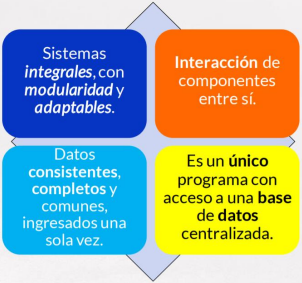 Sistemas
integrales, con
modularidad y
adaptables.
Interacción de
componentes
entre sí.
Datos
consistentes,
completos y
comunes,
ingresados una
sola vez.
Es un único
programa con
acceso a una base
de datos
centralizada.